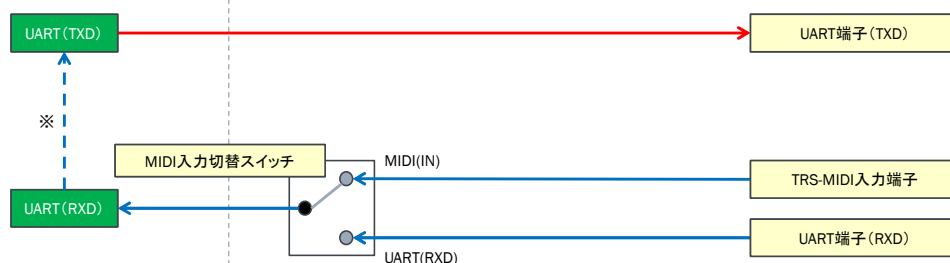 UART(TXD)
UART端子(TXD)
※
MIDI入力切替スイッチ
MIDI(IN)
TRS-MIDI入力端子
UART(RXD)
UART端子(RXD)
UART(RXD)